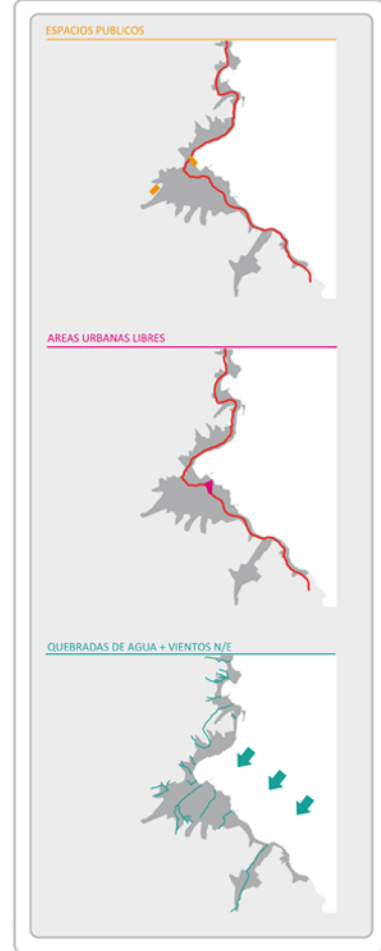 ESPACIOS PUBLICOS
AREAS URBANAS LIBRES
QUEBRADAS DE AGUA + VIENTOS N/E